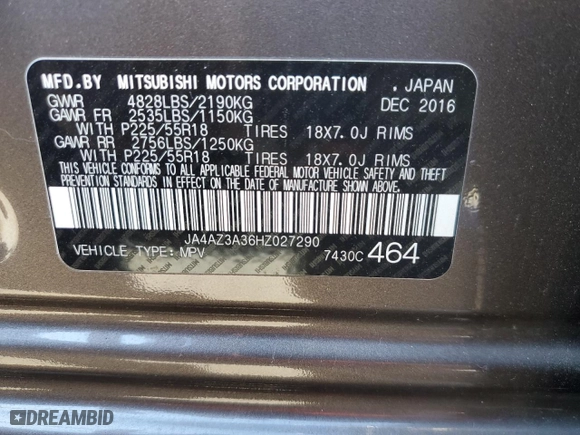 MFD.BY MITSUBISHI MOTORS CORPORATION . JAPAN
GWR 4828LBS/2190KG DEC 2016
GAWR FR 2535LBS/1150KG
WITH P225/55R18 TIRES 18X7.0J RIMS
GAWR RR 2756LBS/1250KG
WITH P225/55R18 TIRES 18X7.0J RIMS
THIS VEHICLE CONFORMS TO ALL APPLICABLE FEDERAL MOTOR VEHICLE SAFETY AND THEFT
PREVENTION STANDARDS IN EFFECT ON THE DATE OF MANUFACTURE SHOWN ABOVE.
JA4AZ3A36HZ027290
VEHICLE TYPE: MPV 7430C 464
DREAMBID